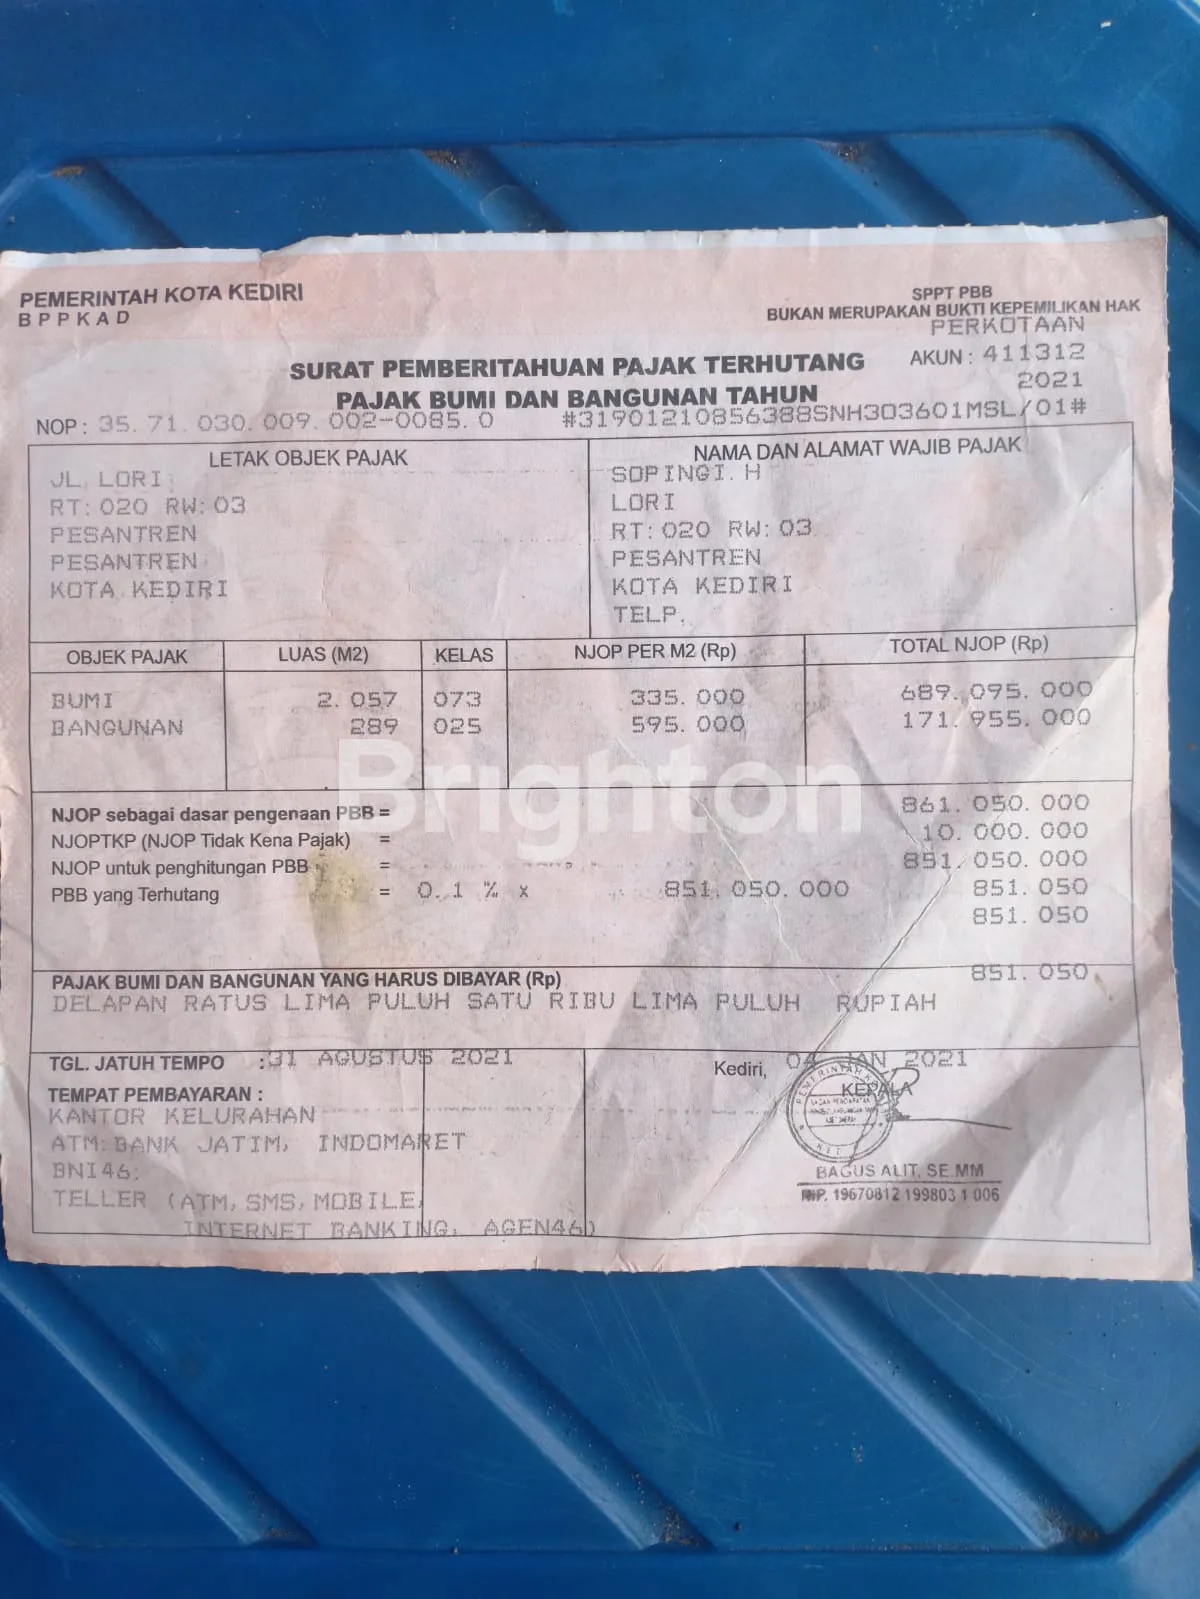 PEMERINTAH KOTA KEDIRI
BPPKAD
SPPT PBB
BUKAN MERUPAKAN BUKTI KEPEMILIKAN HAK
PERKOTAAN
SURAT PEMBERITAHUAN PAJAK TERHUTANG
AKUN : 411312
PAJAK BUMI DAN BANGUNAN TAHUN 2021
NOP : 35. 71. 030. 009. 002-0085. 0 #31901210856388SNH303601MSL/01#
LETAK OBJEK PAJAK
JL. LORI
RT: 020 RW: 03
PESANTREN
PESANTREN
KOTA KEDIRI
NAMA DAN ALAMAT WAJIB PAJAK
SOPINGI. H
LORI
RT: 020 RW: 03
PESANTREN
KOTA KEDIRI
TELP.
OBJEK PAJAK LUAS (M2) KELAS NJOP PER M2 (Rp) TOTAL NJOP (Rp)
BUMI 2. 057 073 335. 000 689. 095. 000
BANGUNAN 289 025 595. 000 171. 955. 000
Brighton
NJOP sebagai dasar pengenaan PBB = 861. 050. 000
NJOPTKP (NJOP Tidak Kena Pajak) = 10. 000. 000
NJOP untuk penghitungan PBB = 851. 050. 000
PBB yang Terhutang = 0. 1 % x 851. 050. 000 851. 050
851. 050
PAJAK BUMI DAN BANGUNAN YANG HARUS DIBAYAR (Rp) 851. 050
DELAPAN RATUS LIMA PULUH SATU RIBU LIMA PULUH RUPIAH
TGL. JATUH TEMPO : 31 AGUSTUS 2021
TEMPAT PEMBAYARAN :
KANTOR KELURAHAN
ATM: BANK JATIM, INDOMARET
BNI46:
TELLER (ATM, SMS, MOBILE,
INTERNET BANKING, AGEN46)
Kediri, 04 JAN 2021
KEPALA
BAGUS ALIT, SE.MM
NIP. 19670812 199803 1 006